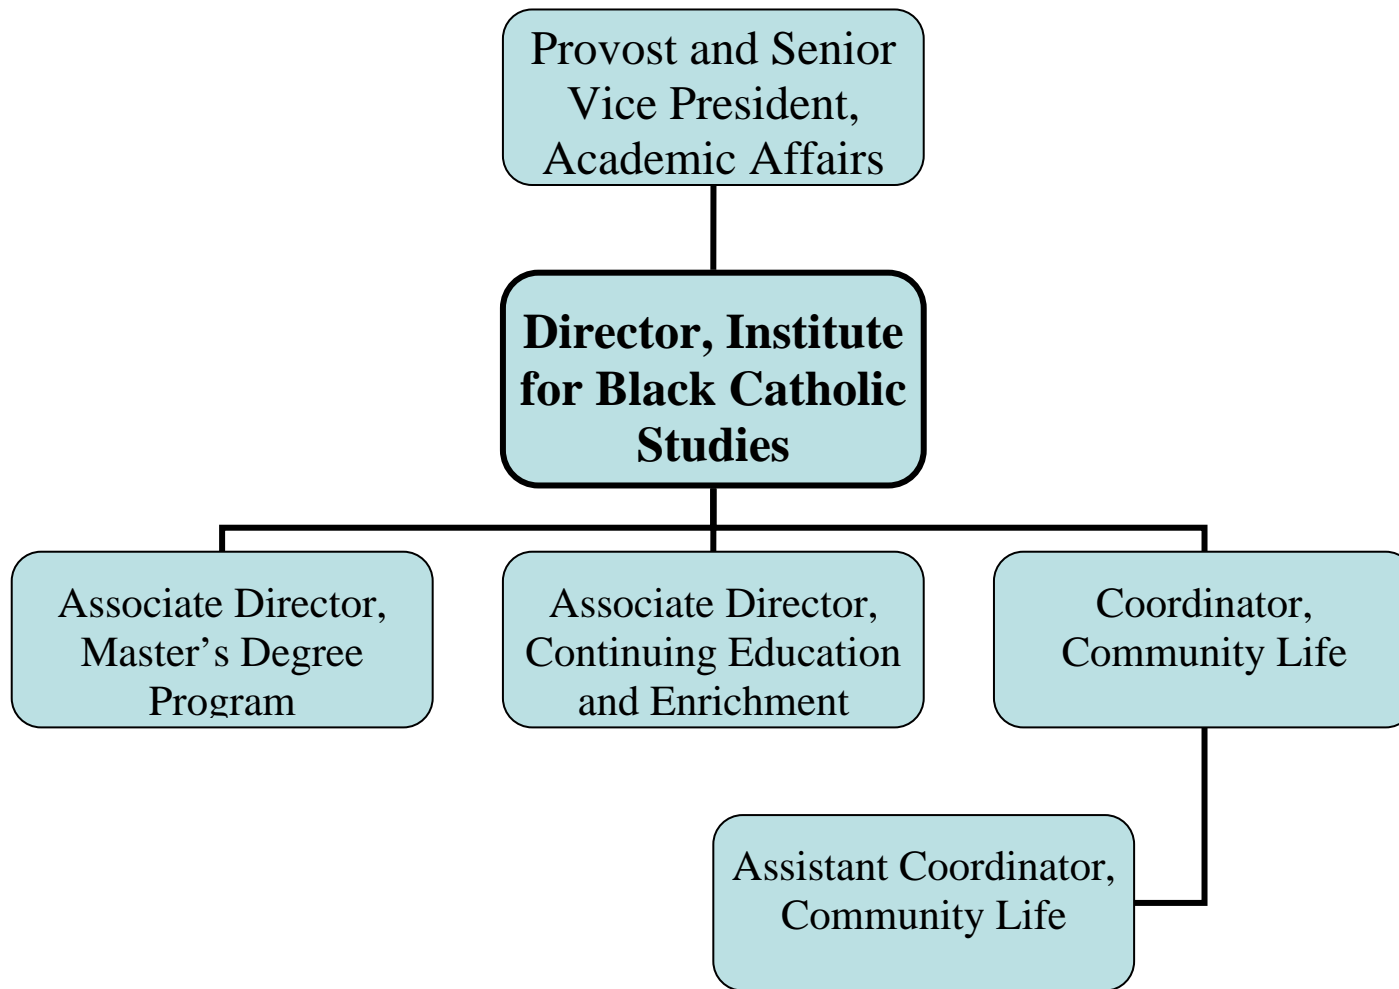 Provost and Senior
Vice President,
Academic Affairs
Director, Institute
for Black Catholic
Studies
Associate Director,
Master’s Degree
Program
Associate Director,
Continuing Education
and Enrichment
Coordinator,
Community Life
Assistant Coordinator,
Community Life